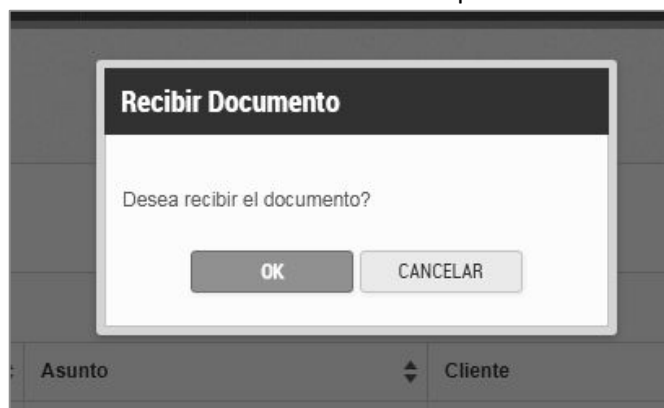 Recibir Documento
Desea recibir el documento?
OK CANCELAR
Asunto Cliente